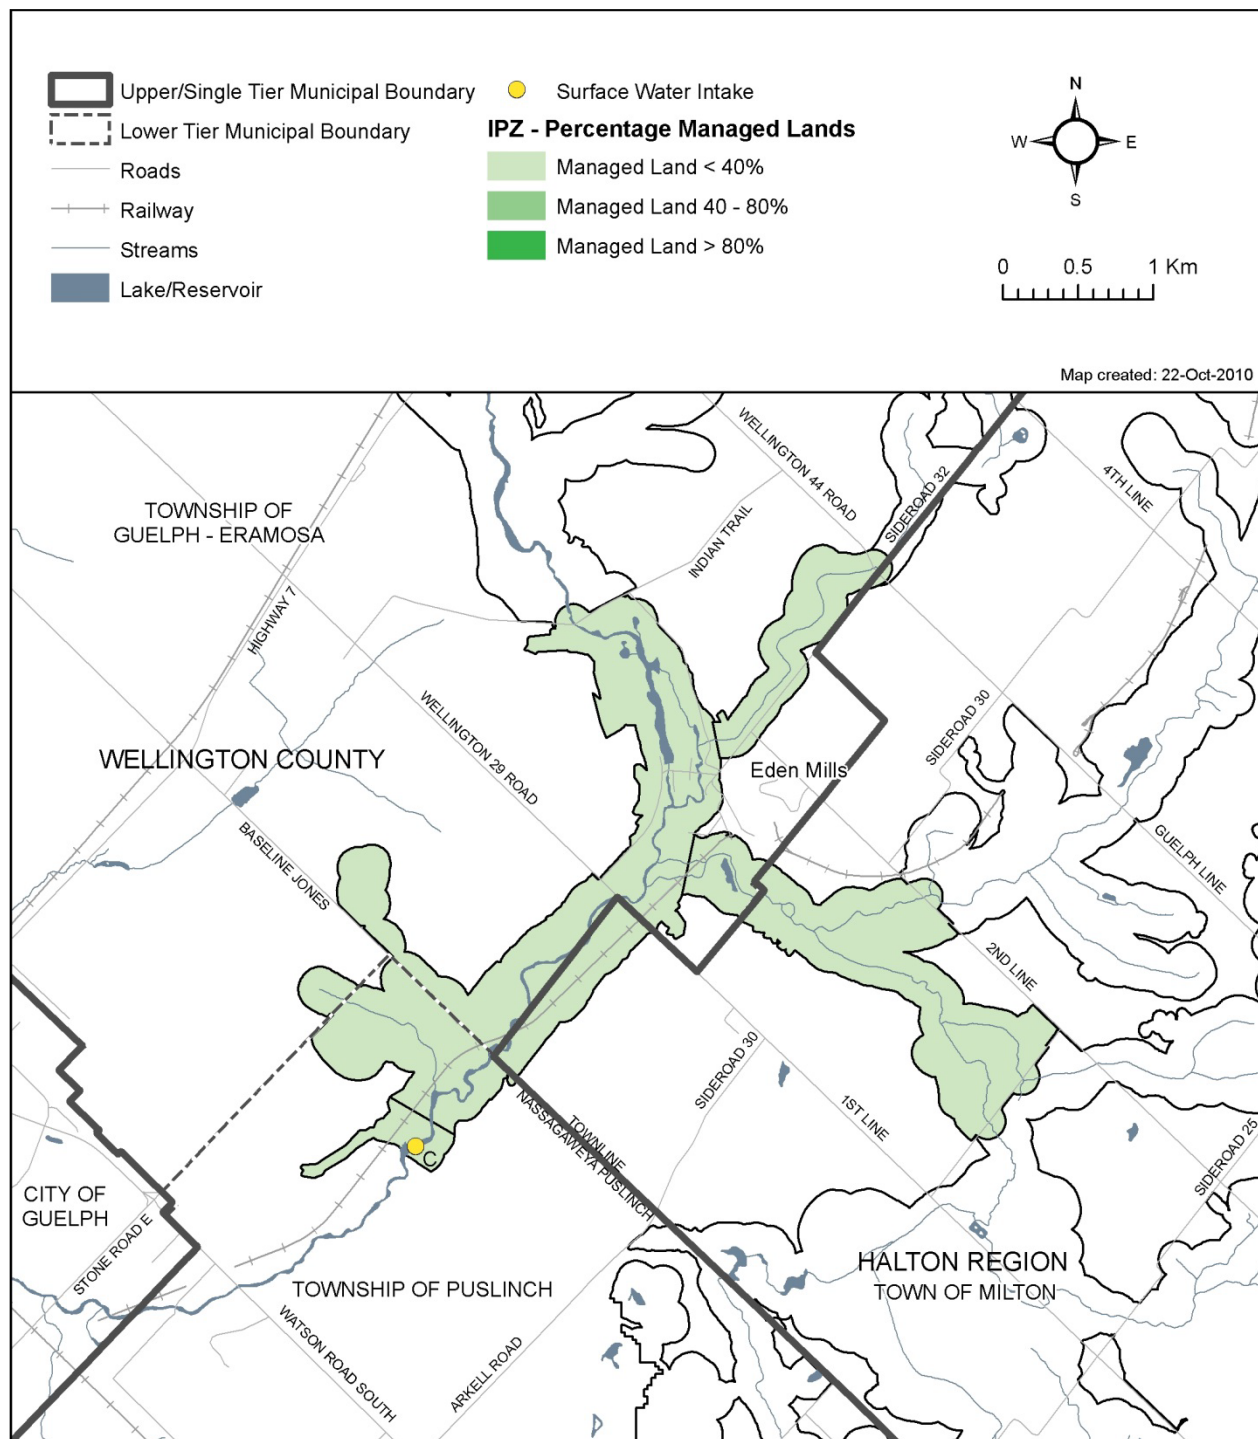 Upper/Single Tier Municipal Boundary
Lower Tier Municipal Boundary
Roads
Railway
Streams
Lake/Reservoir
Surface Water Intake
IPZ - Percentage Managed Lands
Managed Land < 40%
Managed Land 40 - 80%
Managed Land > 80%
N
W
E
S
0 0.5 1 Km
Map created: 22-Oct-2010
WELLINGTON 44 ROAD
SIDEROAD 32
4TH LINE
TOWNSHIP OF
GUELPH - ERAMOSA
INDIAN TRAIL
HIGHWAY 7
WELLINGTON 29 ROAD
SIDEROAD 30
WELLINGTON COUNTY
Eden Mills
BASELINE JONES
GUELPH LINE
2ND LINE
SIDEROAD 30
1ST LINE
TOWNLINE
NASSAGAWEYA PUSLINCH
C
SIDEROAD 25
CITY OF
GUELPH
STONE ROAD E
TOWNSHIP OF PUSLINCH
HALTON REGION
TOWN OF MILTON
WATSON ROAD SOUTH
ARKELL ROAD